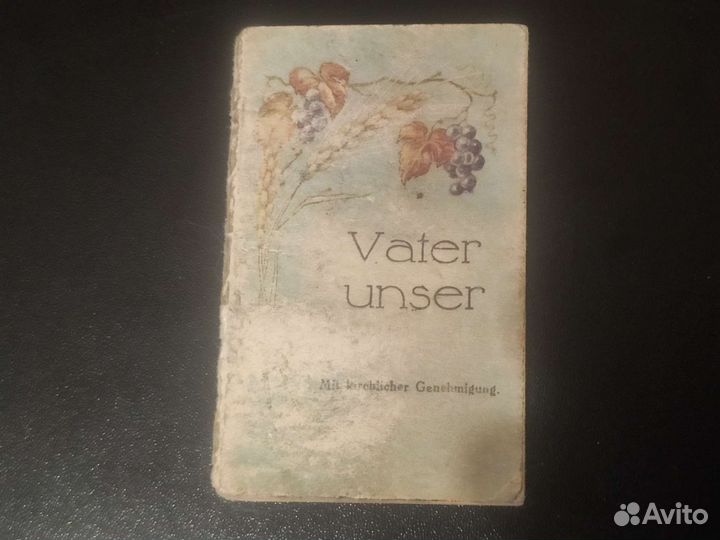 Vater
unser
Mit kirchlicher Genehmigung.
Avito